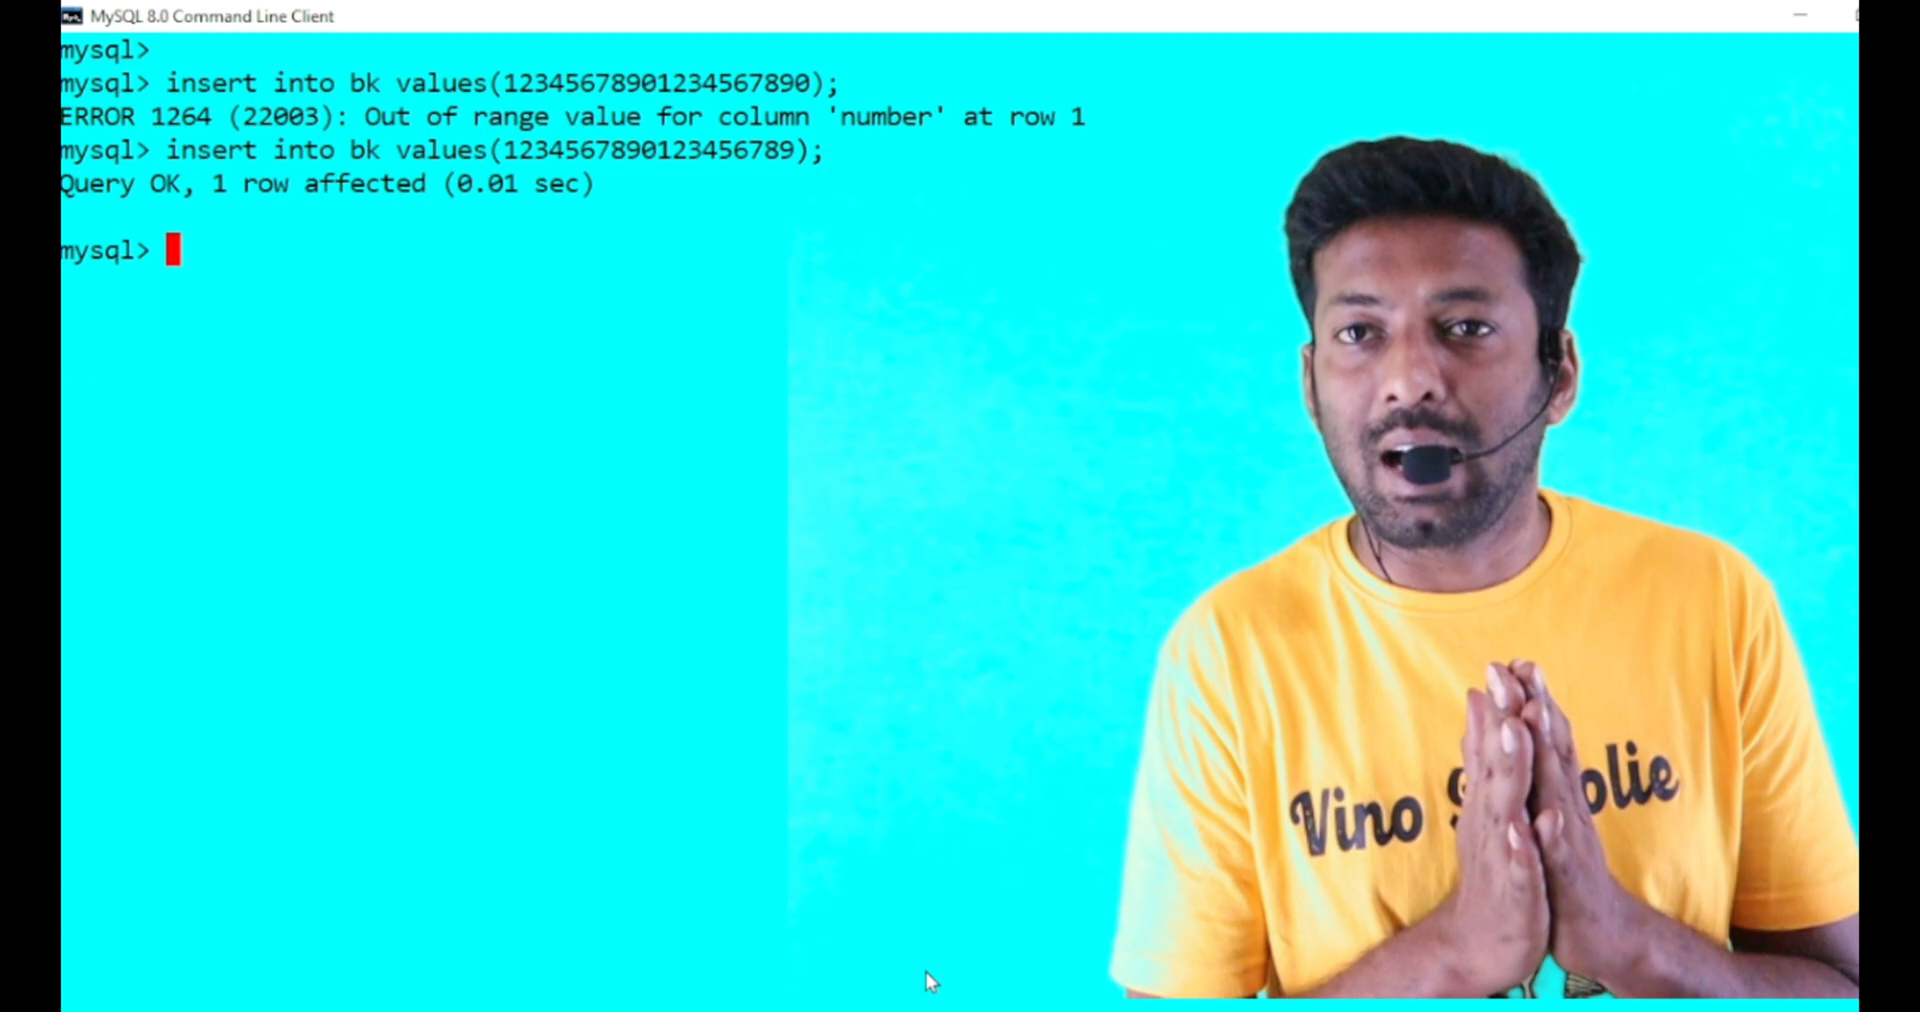 MySQL 8.0 Command Line Client
mysql>
mysql> insert into bk values(12345678901234567890);
ERROR 1264 (22003): Out of range value for column 'number' at row 1
mysql> insert into bk values(1234567890123456789);
Query OK, 1 row affected (0.01 sec)
mysql>
Vino